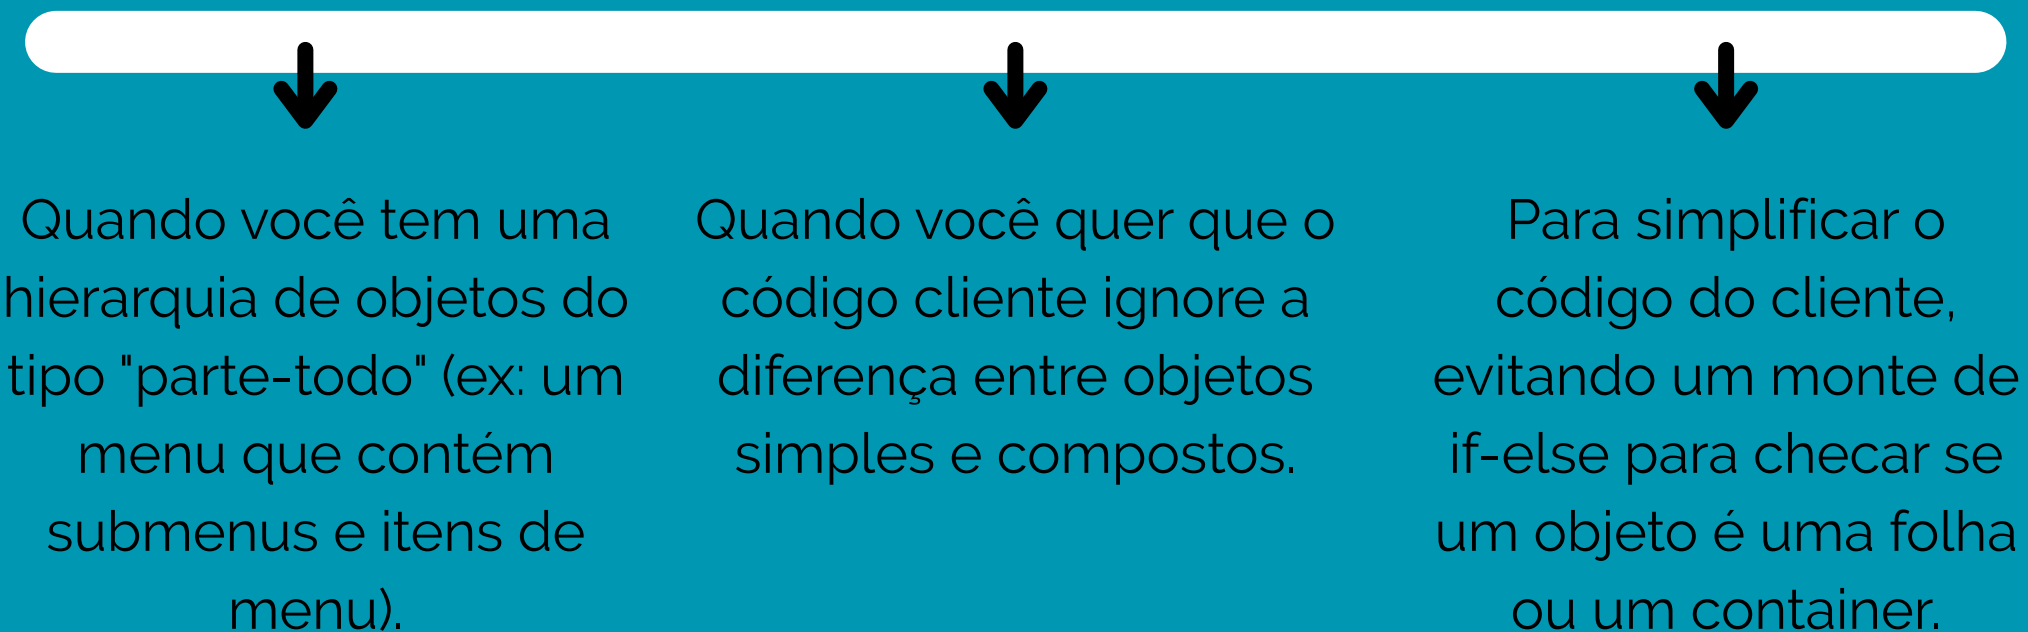 Quando você tem uma
hierarquia de objetos do
tipo "parte-todo" (ex: um
menu que contém
submenus e itens de
menu).
Quando você quer que o
código cliente ignore a
diferença entre objetos
simples e compostos.
Para simplificar o
código do cliente,
evitando um monte de
if-else para checar se
um objeto é uma folha
ou um container.